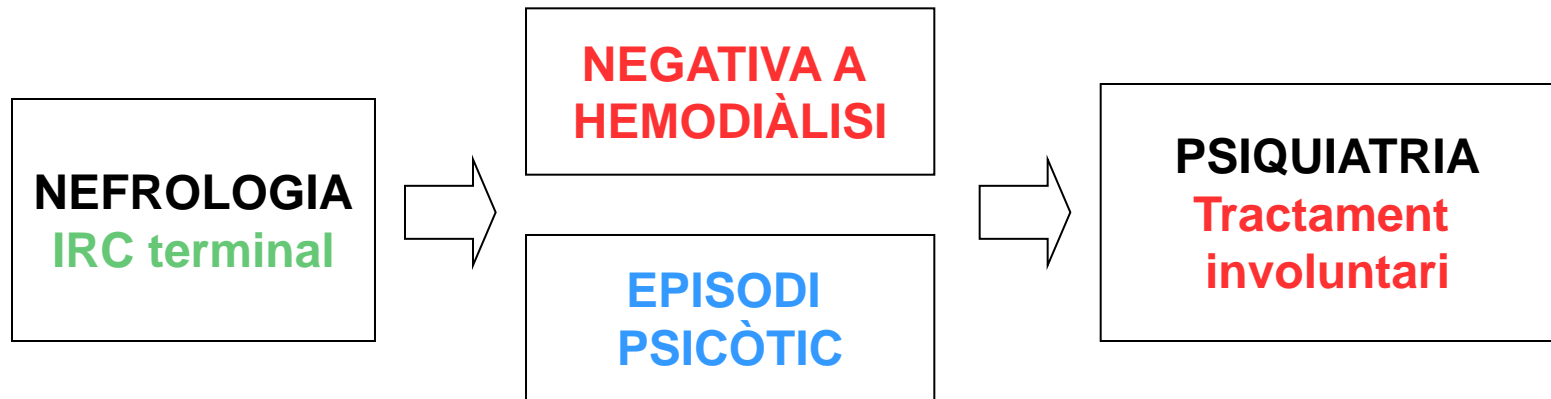 NEFROLOGIA
IRC terminal
NEGATIVA A
HEMODIÀLISI
EPISODI
PSICÒTIC
PSIQUIATRIA
Tractament
involuntari